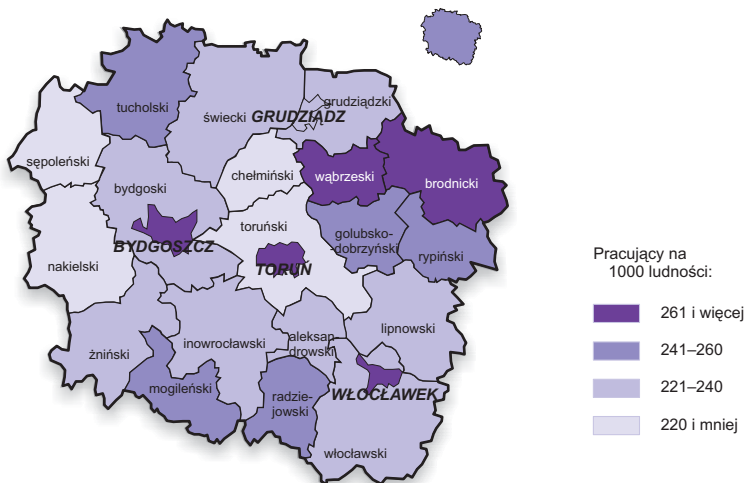 tucholski
świecki
GRUDZIĄDZ
grudziądzki
sępoleński
bydgoski
chełmiński
wąbrzeski
brodnicki
BYDGOSZCZ
toruński
TORUŃ
golubsko-
dobrzyński
rypiński
nakielski
żniński
inowrocławski
aleksan-
drowski
lipnowski
mogileński
radzie-
jowski
WŁOCŁAWEK
włocławski
Pracujący na
1000 ludności:
261 i więcej
241–260
221–240
220 i mniej